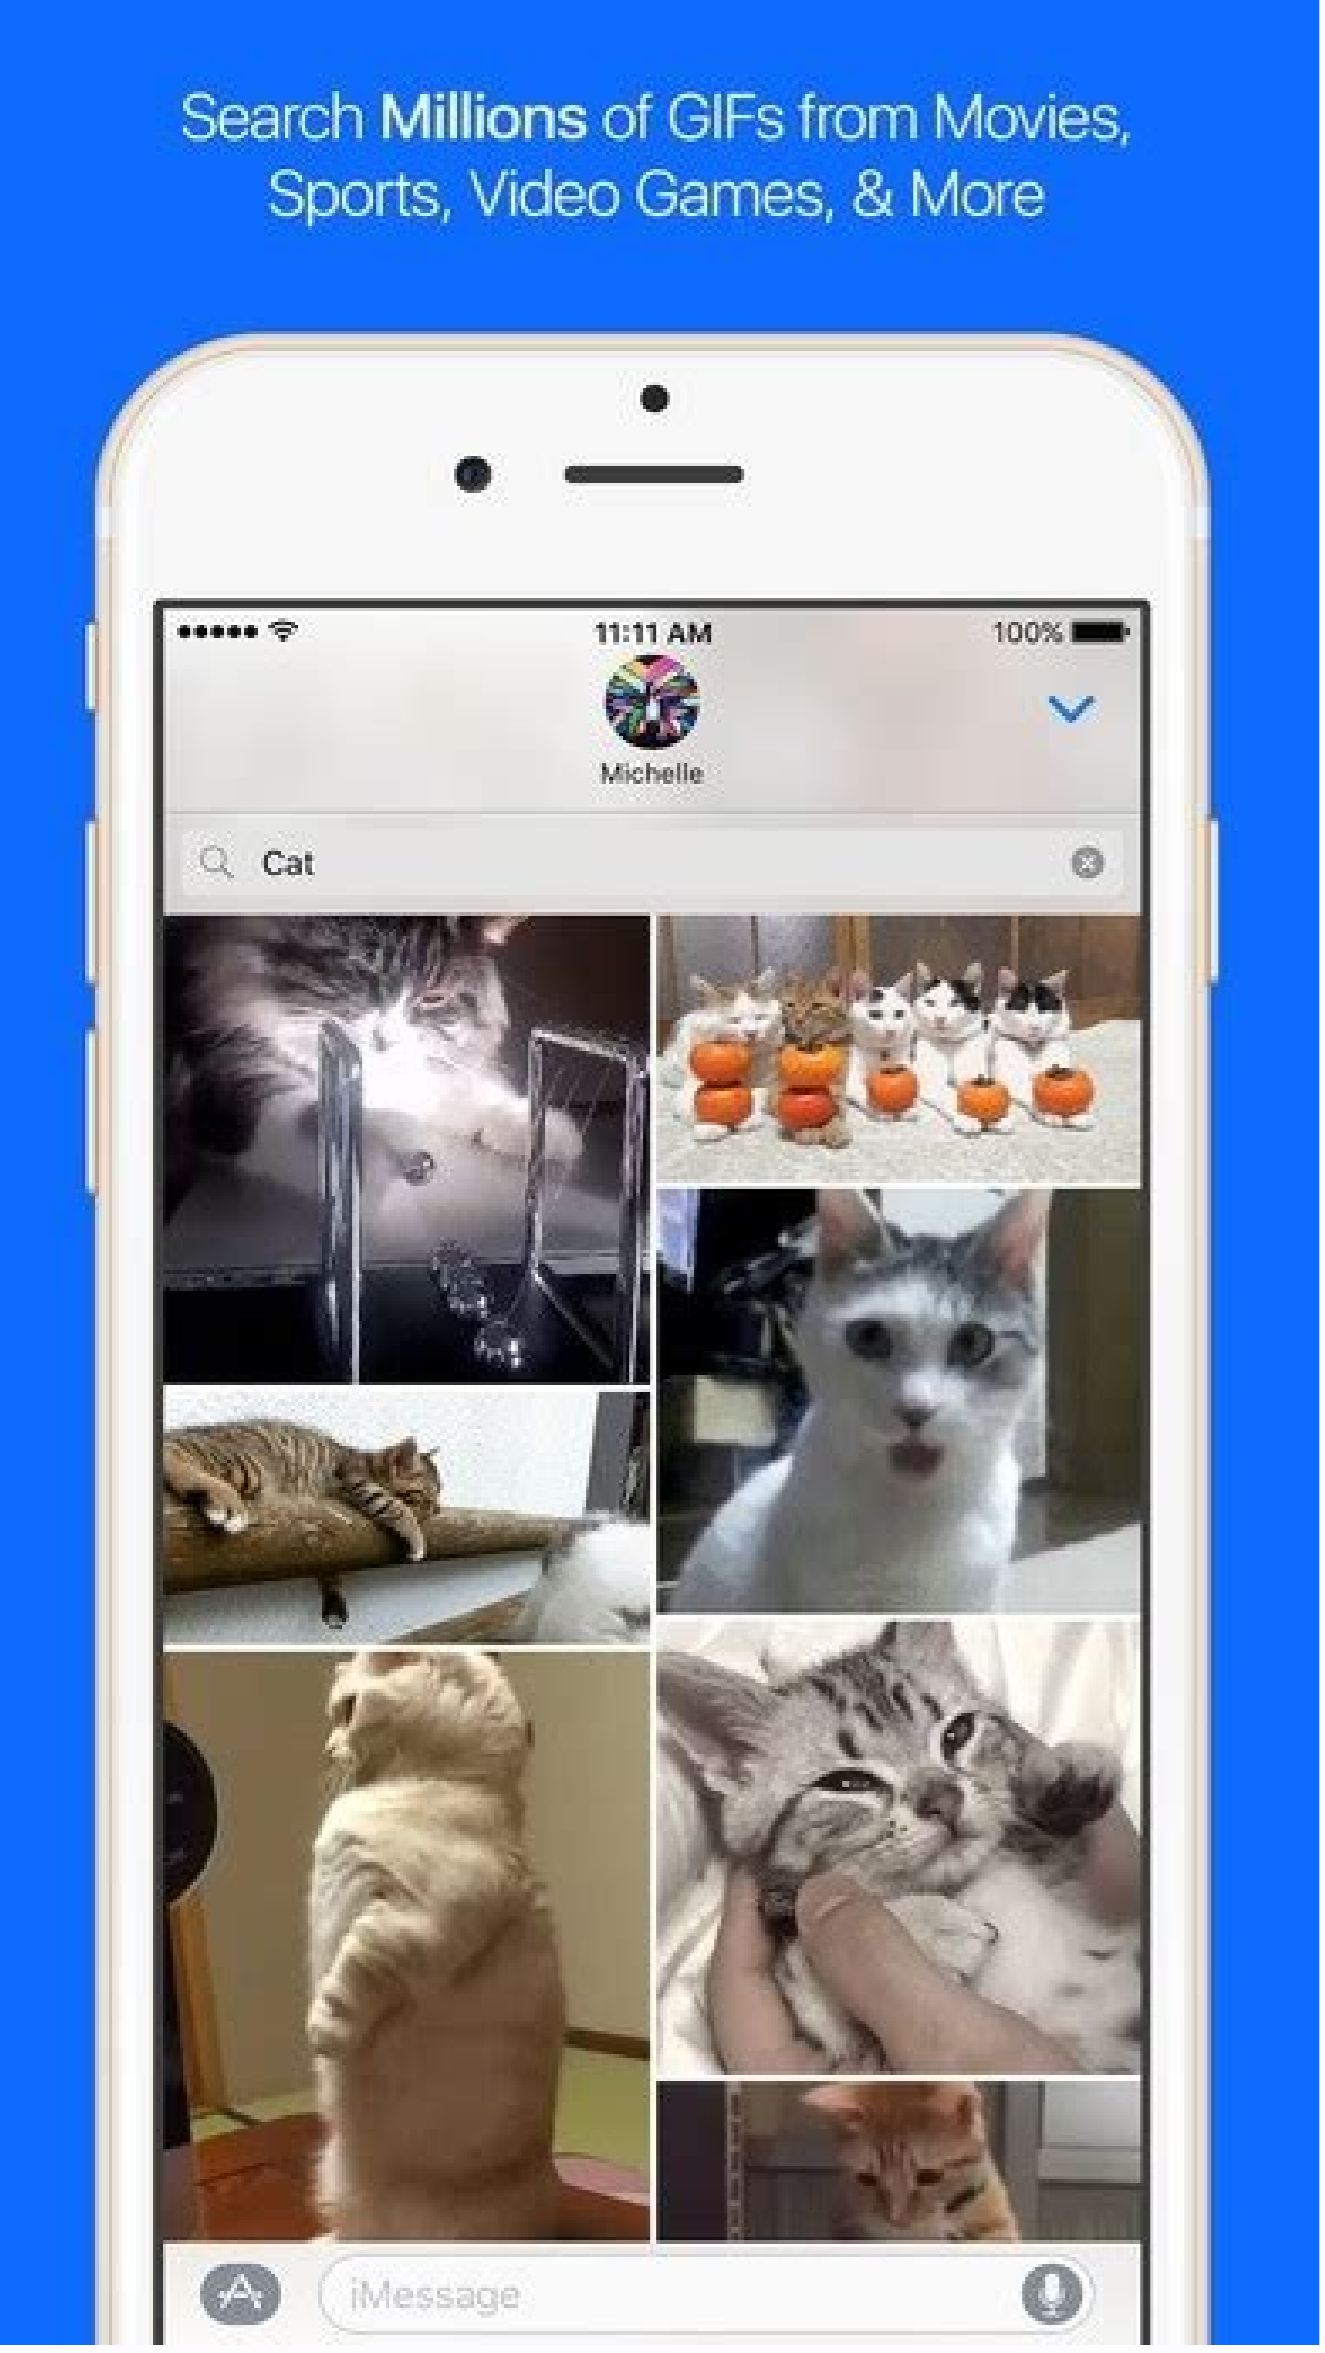 Search Millions of GIFs from Movies,
Sports, Video Games, & More
11:11 AM
100%
Michelle
Cat
iMessage